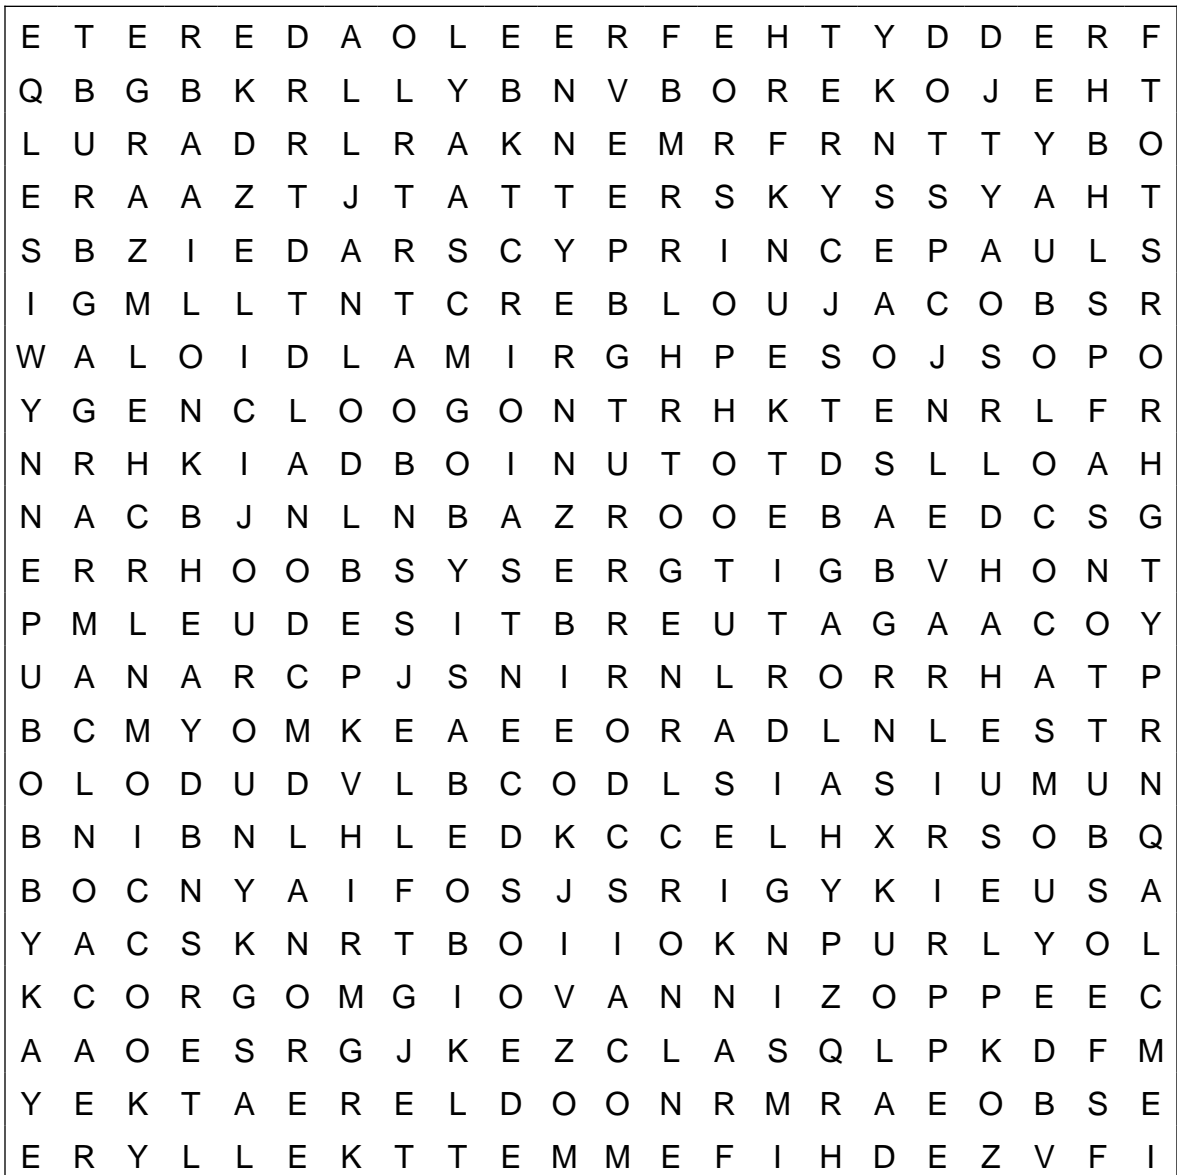 E T E R E D A O L E E R F E H T Y D D E R F
Q B G B K R L L Y B N V B O R E K O J E H T
L U R A D R L R A K N E M R F R N T T Y B O
E R A A Z T J T A T T E R S K Y S S Y A H T
S B Z I E D A R S C Y P R I N C E P A U L S
I G M L L T N T C R E B L O U J A C O B S R
W A L O I D L A M I R G H P E S O J S O P O
Y G E N C L O O G O N T R H K T E N R L F R
N R H K I A D B O I N U T O T D S L L O A H
N A C B J N L N B A Z R O O E B A E D C S G
E R R H O O B S Y S E R G T I G B V H O N T
P M L E U D E S I T B R E U T A G A A C O Y
U A N A R C P J S N I R N L R O R R H A T P
B C M Y O M K E A E E O R A D L N L E S T R
O L O D U D V L B C O D L S I A S I U M U N
B N I B N L H L E D K C C E L H X R S O B Q
B O C N Y A I F O S J S R I G Y K I E U S A
Y A C S K N R T B O I I O K N P U R L Y O L
K C O R G O M G I O V A N N I Z O P P E E C
A A O E S R G J K E Z C L A S Q L P K D F M
Y E K T A E R E L D O O N R M R A E O B S E
E R Y L L E K T T E M M E F I H D E Z V F I